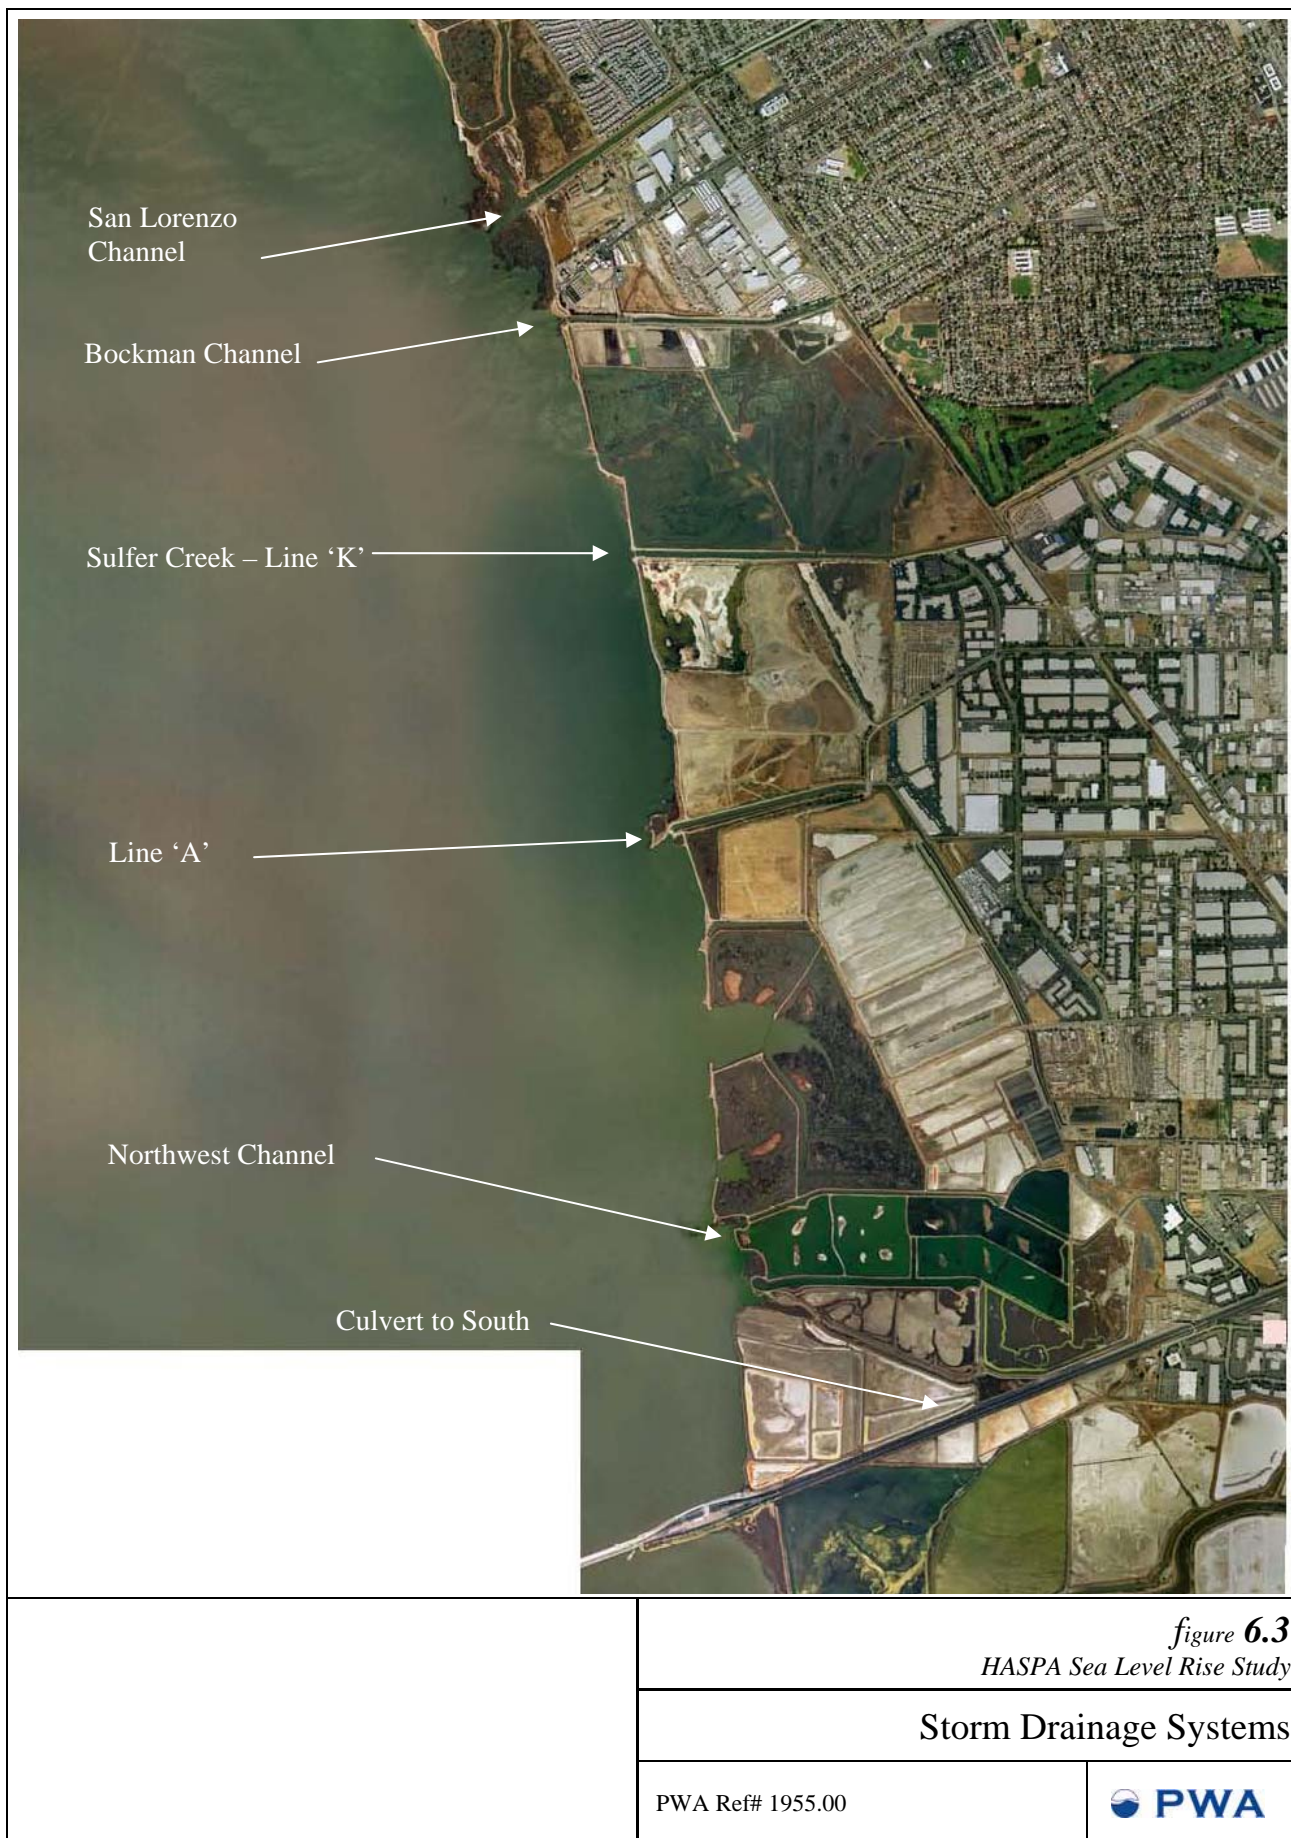 San Lorenzo
Channel
Bockman Channel
Sulfer Creek – Line ‘K’
Line ‘A’
Northwest Channel
Culvert to South
figure 6.3
HASPA Sea Level Rise Study
Storm Drainage Systems
PWA Ref# 1955.00
PWA